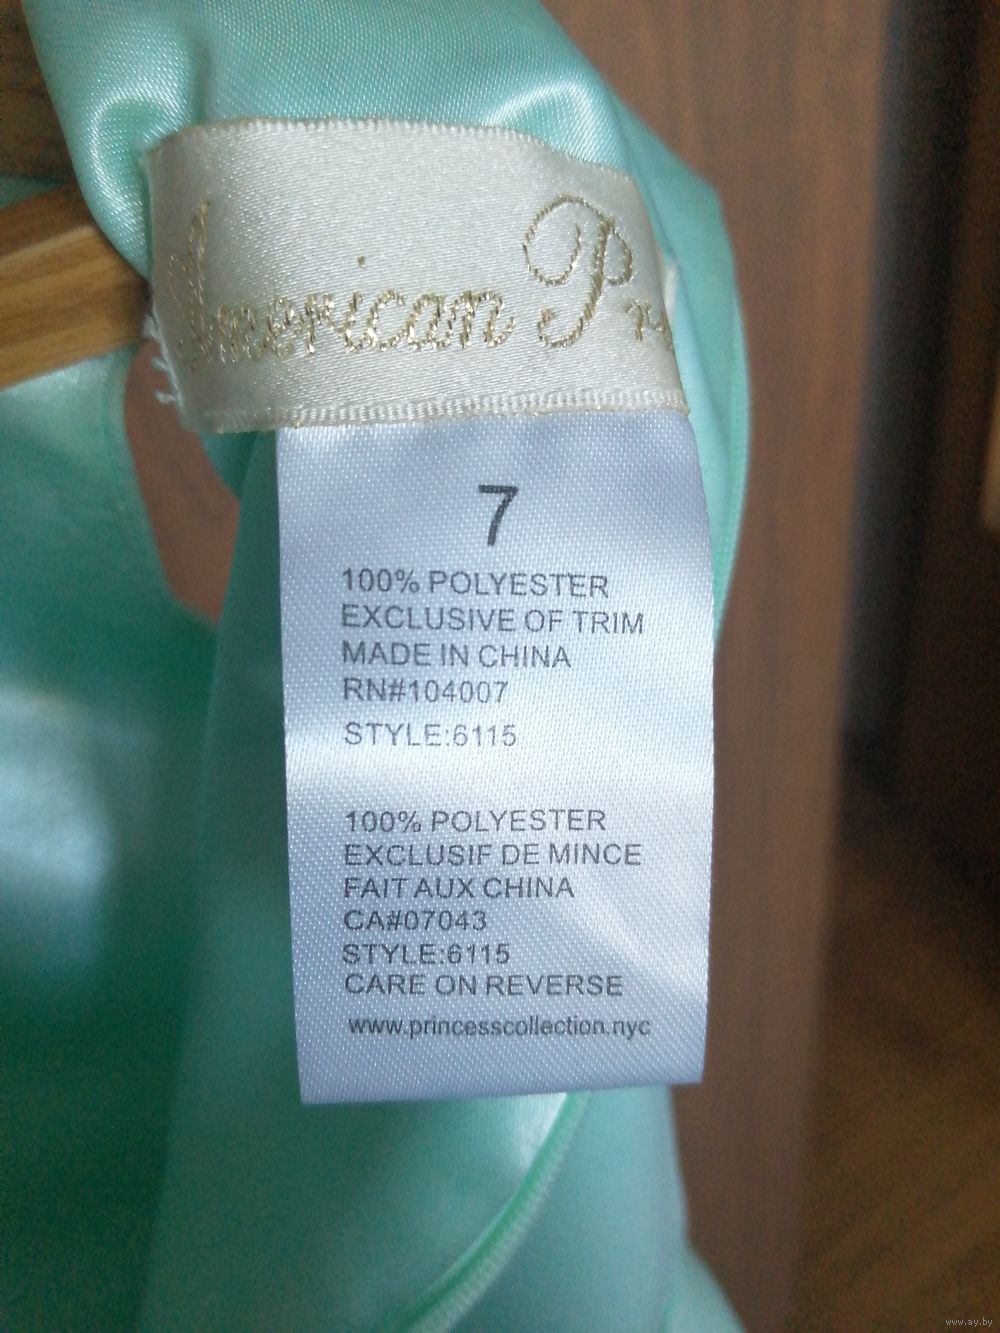 American Pr
7
100% POLYESTER
EXCLUSIVE OF TRIM
MADE IN CHINA
RN#104007
STYLE:6115
100% POLYESTER
EXCLUSIF DE MINCE
FAIT AUX CHINA
CA#07043
STYLE:6115
CARE ON REVERSE
www.princesscollection.nyc
www.ay.by